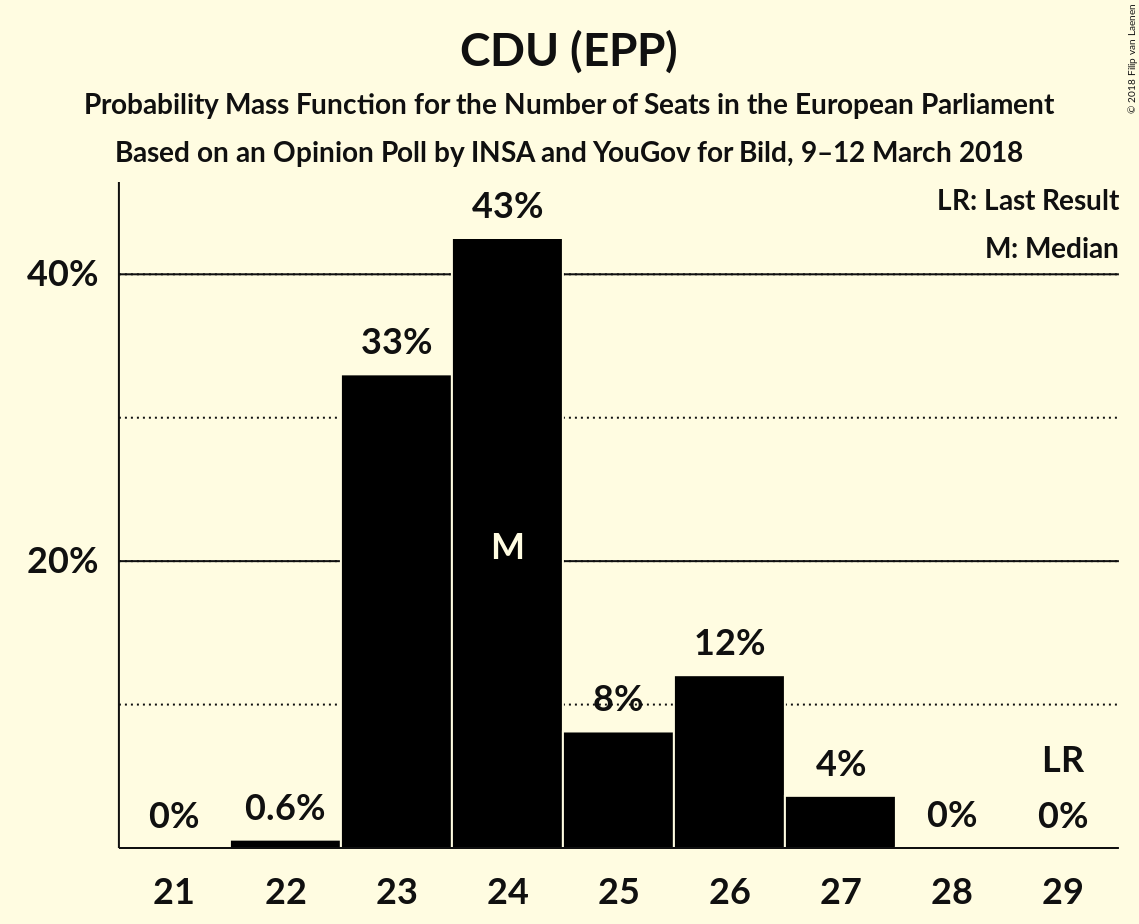 CDU (EPP)
Probability Mass Function for the Number of Seats in the European Parliament
Based on an Opinion Poll by INSA and YouGov for Bild, 9–12 March 2018
© 2018 Filip van Laenen
LR: Last Result
M: Median
43%
40%
33%
M
20%
12%
8%
LR
4%
0.6%
0%
0%
0%
21 22 23 24 25 26 27 28 29